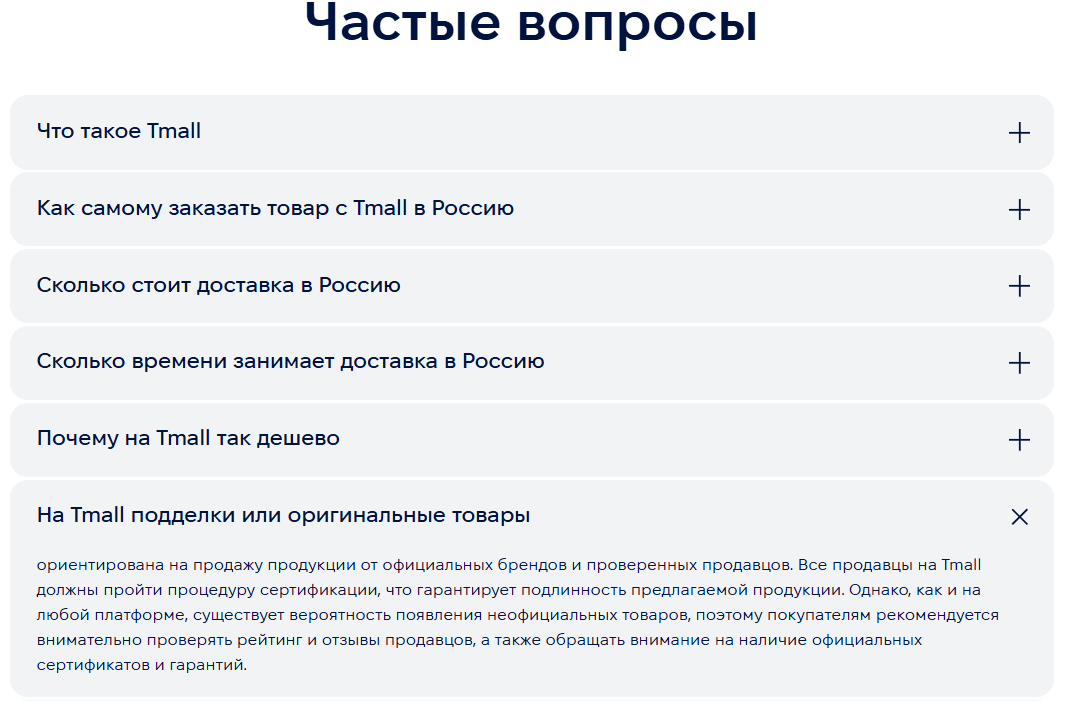 Частые вопросы
Что такое Tmall
Как самому заказать товар с Tmall в Россию
Сколько стоит доставка в Россию
Сколько времени занимает доставка в Россию
Почему на Tmall так дешево
На Tmall подделки или оригинальные товары
ориентирована на продажу продукции от официальных брендов и проверенных продавцов. Все продавцы на Tmall
должны пройти процедуру сертификации, что гарантирует подлинность предлагаемой продукции. Однако, как и на
любой платформе, существует вероятность появления неофициальных товаров, поэтому покупателям рекомендуется
внимательно проверять рейтинг и отзывы продавцов, а также обращать внимание на наличие официальных
сертификатов и гарантий.